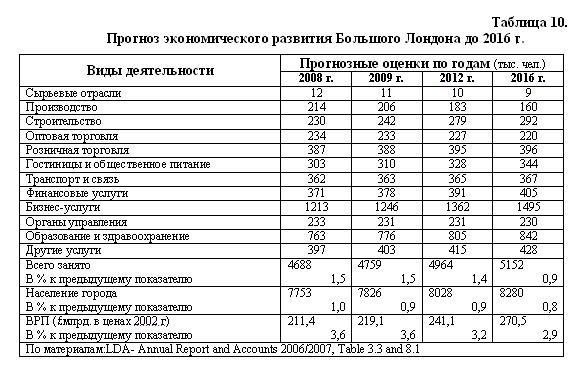 Таблица 10.
Прогноз экономического развития Большого Лондона до 2016 г.
Виды деятельности Прогнозные оценки по годам (тыс. чел.)
2008 г. 2009 г. 2012 г. 2016 г.
Сырьевые отрасли 12 11 10 9
Производство 214 206 183 160
Строительство 230 242 279 292
Оптовая торговля 234 233 227 220
Розничная торговля 387 388 395 396
Гостиницы и общественное питание 303 310 328 344
Транспорт и связь 362 363 365 367
Финансовые услуги 371 378 391 405
Бизнес-услуги 1213 1246 1362 1495
Органы управления 233 231 231 230
Образование и здравоохранение 763 776 805 842
Другие услуги 397 403 415 428
Всего занято 4688 4759 4964 5152
В % к предыдущему показателю 1,5 1,5 1,4 0,9
Население города 7753 7826 8028 8280
В % к предыдущему показателю 1,0 0,9 0,9 0,8
ВРП (£млрд. в ценах 2002 г) 211,4 219,1 241,1 270,5
В % к предыдущему показателю 3,6 3,6 3,2 2,9
По материалам:LDA- Annual Report and Accounts 2006/2007, Table 3.3 and 8.1